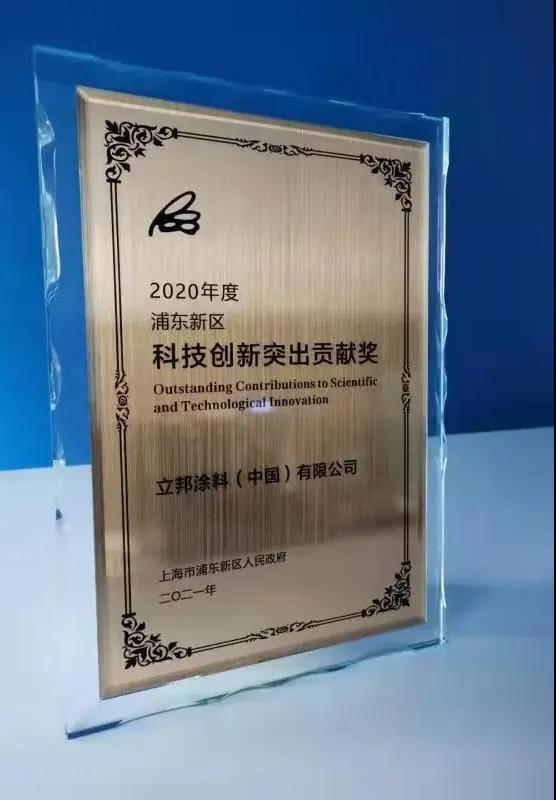 2020年度
浦东新区
科技创新突出贡献奖
Outstanding Contributions to Scientific
and Technological Innovation
立邦涂料（中国）有限公司
上海市浦东新区人民政府
二〇二一年